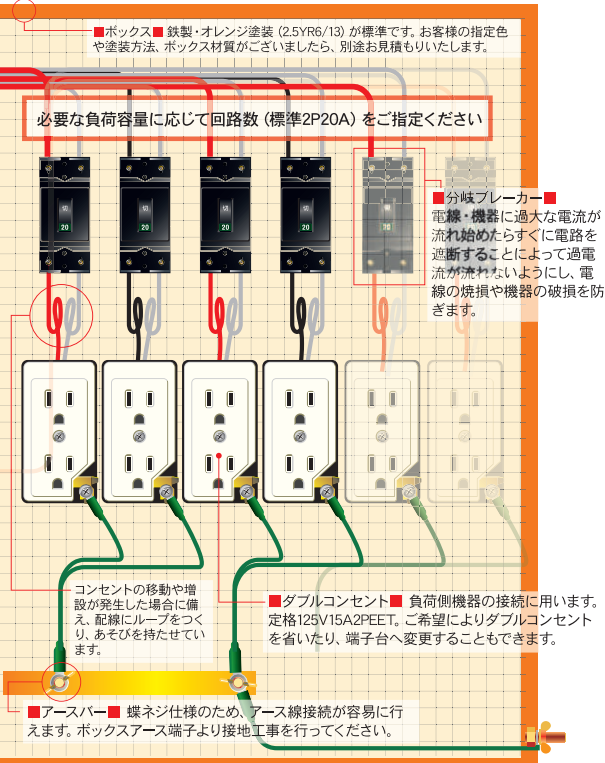 ■ボックス■ 鉄製・オレンジ塗装（2.5YR6/13）が標準です。お客様の指定色
や塗装方法、ボックス材質がございましたら、別途お見積もりいたします。
必要な負荷容量に応じて回路数（標準2P20A）をご指定ください
切 切 切 切 切
20 20 20 20 20
■分岐ブレーカー■
電線・機器に過大な電流が
流れ始めたらすぐに電路を
遮断することによって過電
流が流れないようにし、電
線の焼損や機器の破損を防
ぎます。
コンセントの移動や増
設が発生した場合に備
え、配線にループをつく
り、あそびを持たせてい
ます。
■ダブルコンセント■ 負荷側機器の接続に用います。
定格125V15A2PEET。ご希望によりダブルコンセント
を省いたり、端子台へ変更することもできます。
■アースバー■ 蝶ネジ仕様のため、アース線接続が容易に行
えます。ボックスアース端子より接地工事を行ってください。